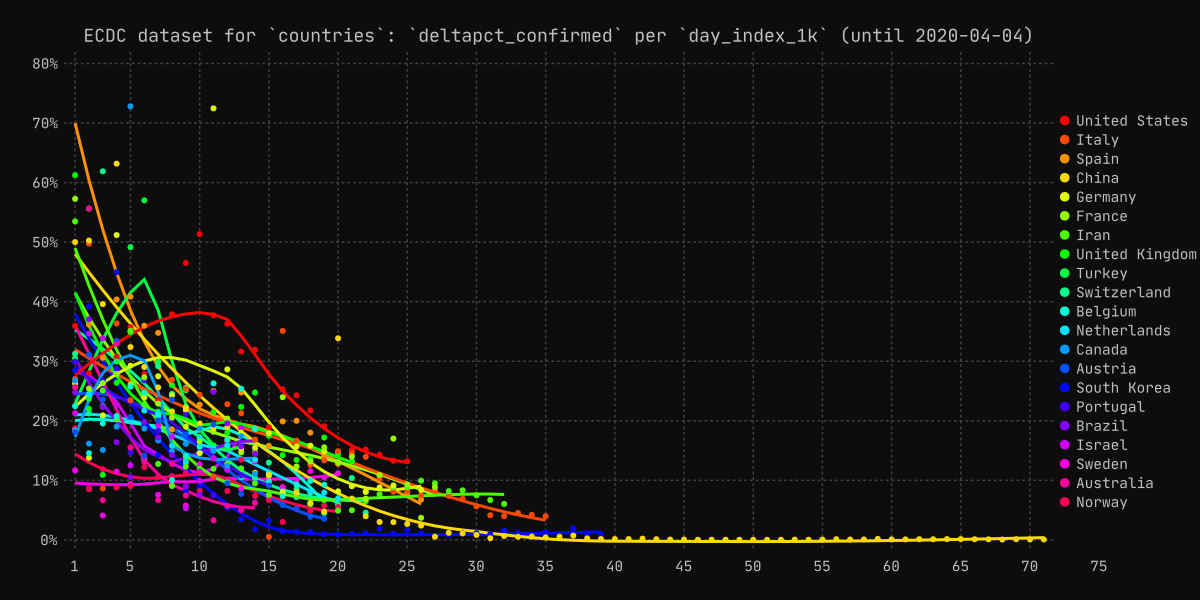 ECDC dataset for `countries`: `deltapct_confirmed` per `day_index_1k` (until 2020-04-04)
80%
70%
60%
50%
40%
30%
20%
10%
0%
1 5 10 15 20 25 30 35 40 45 50 55 60 65 70 75
United States
Italy
Spain
China
Germany
France
Iran
United Kingdom
Turkey
Switzerland
Belgium
Netherlands
Canada
Austria
South Korea
Portugal
Brazil
Israel
Sweden
Australia
Norway